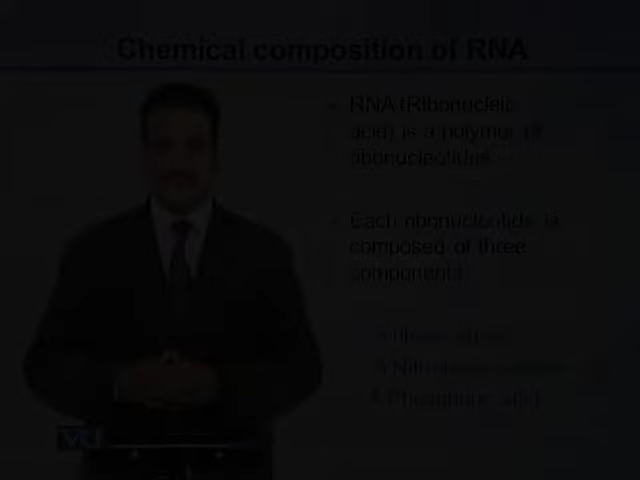 Chemical composition of RNA
RNA (Ribonucleic
acid) is a polymer of
ribonucleotides
Each ribonucleotide is
composed of three
components
Phosphoric acid
VU